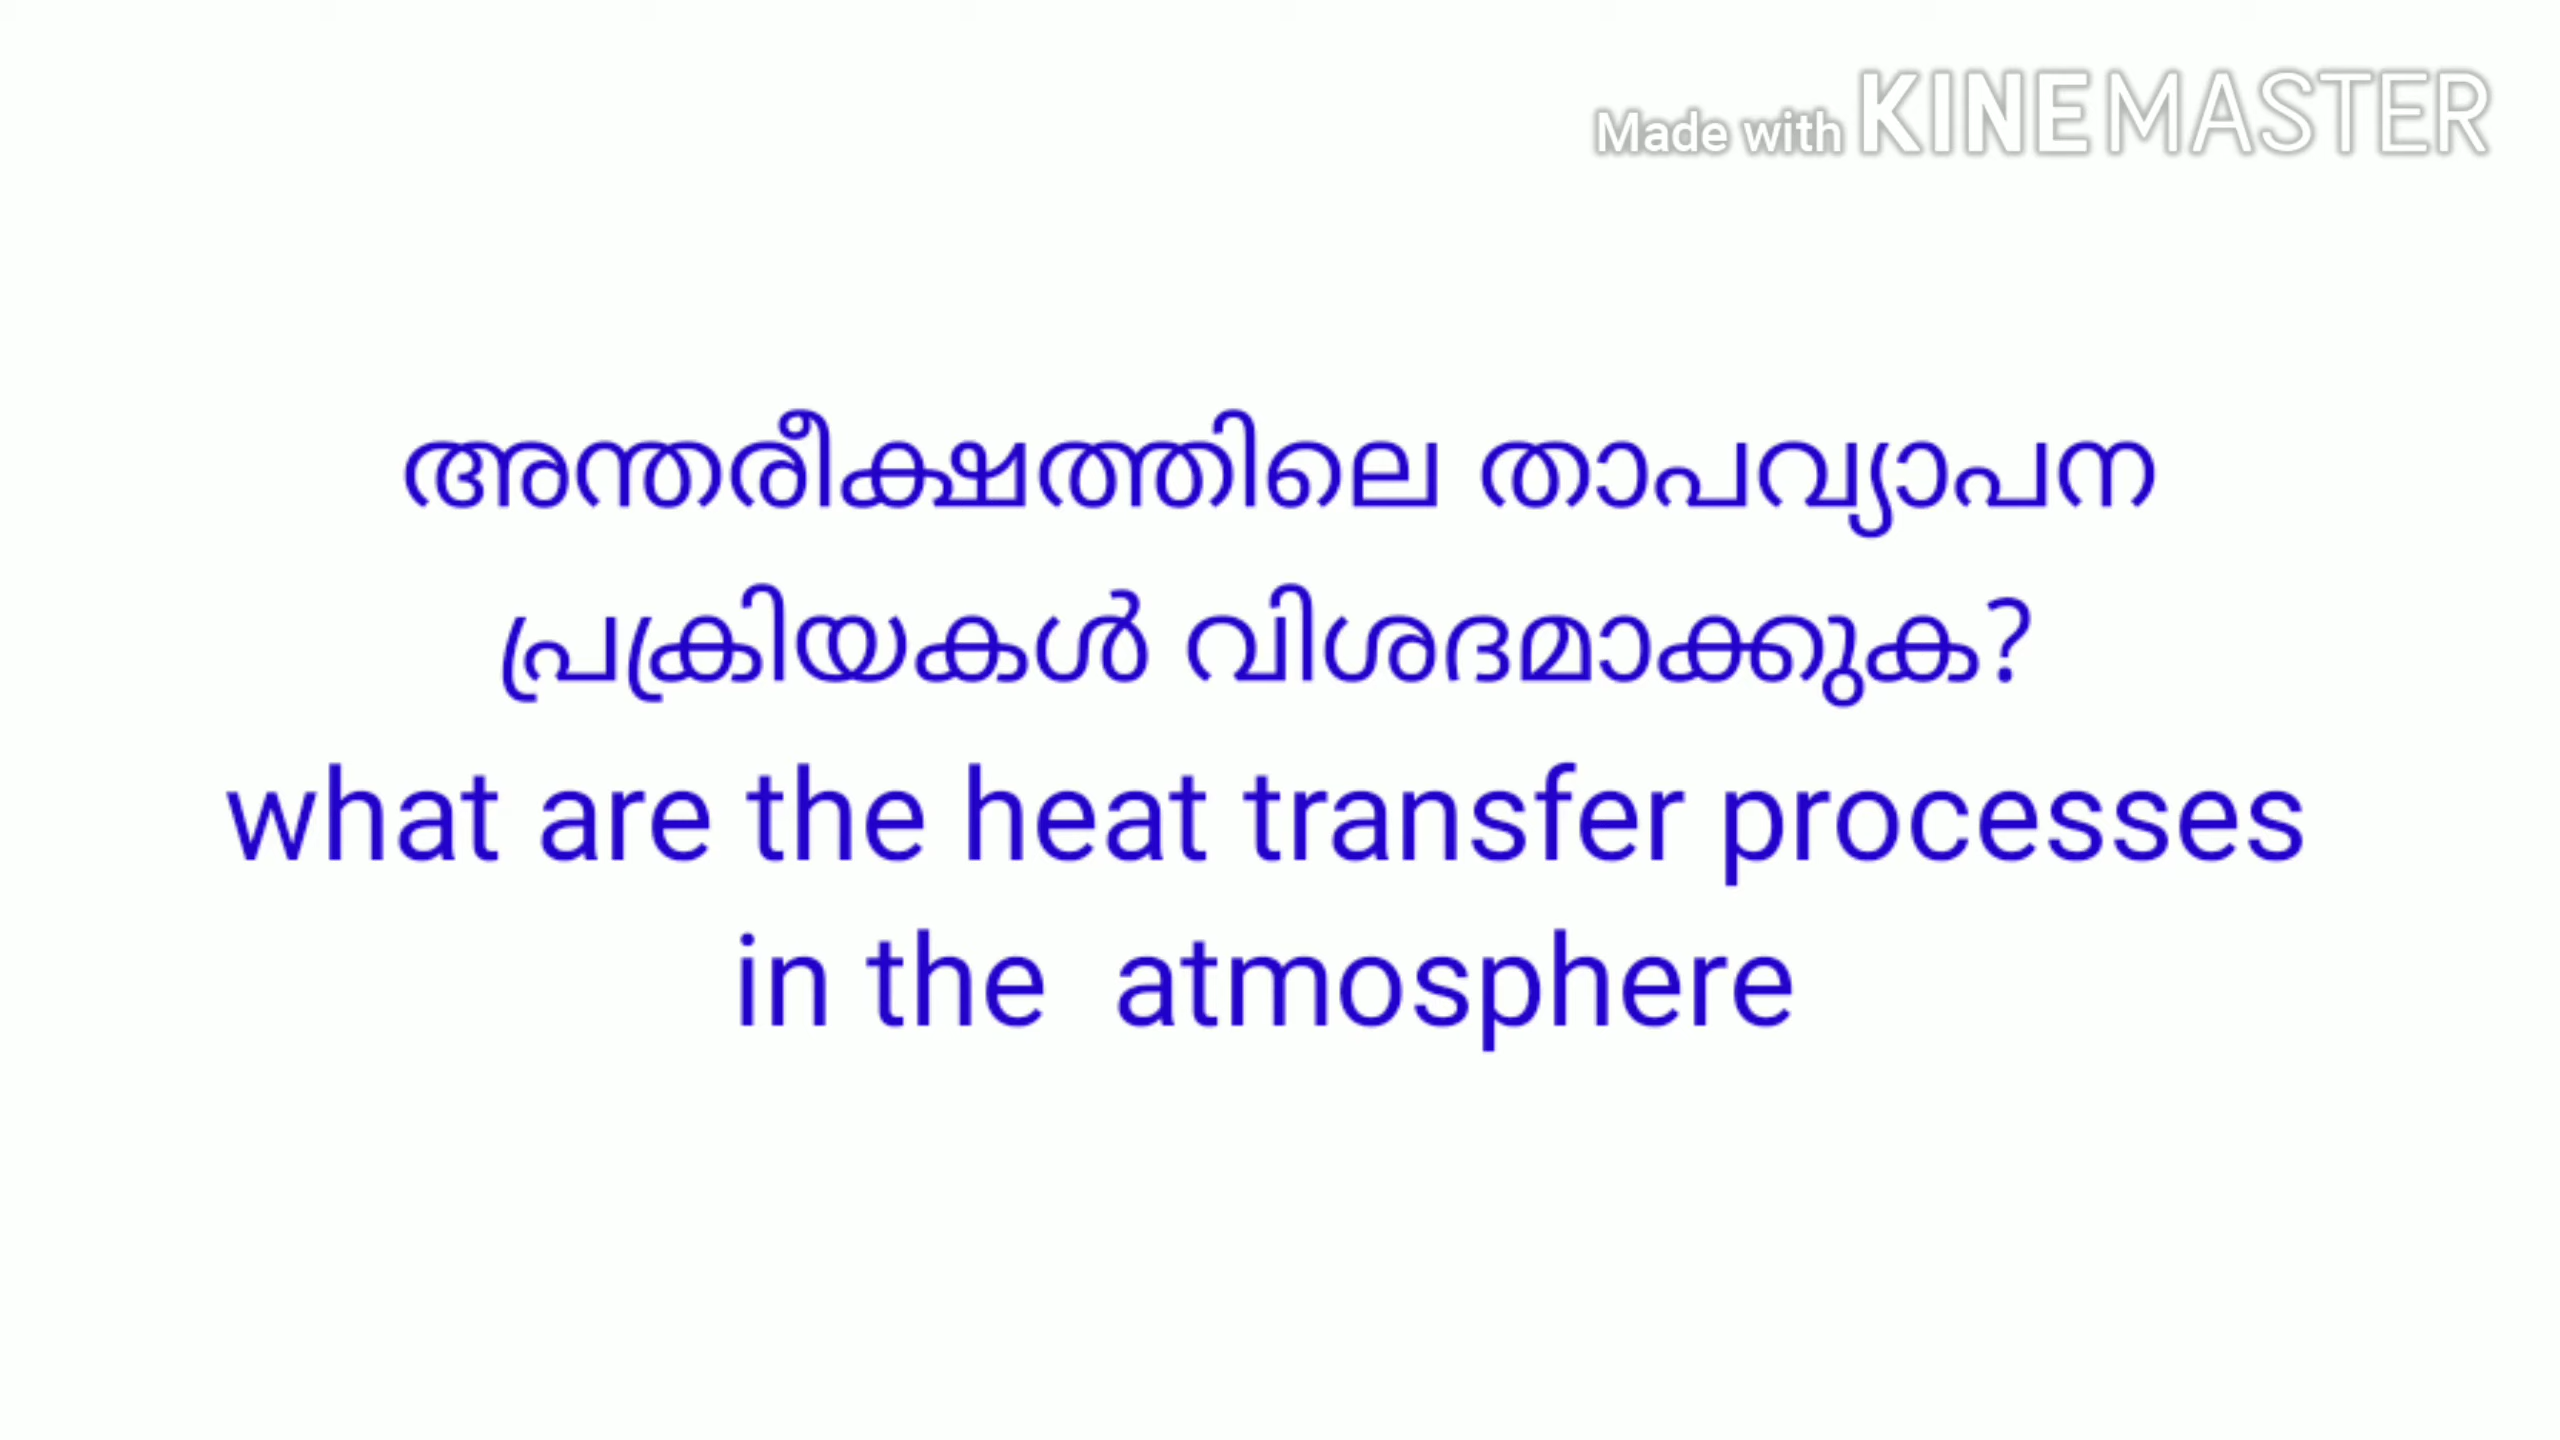 Made with KINEMASTER
അന്തരീക്ഷത്തിലെ താപവ്യാപന
പ്രക്രിയകൾ വിശദമാക്കുക?
what are the heat transfer processes
in the  atmosphere